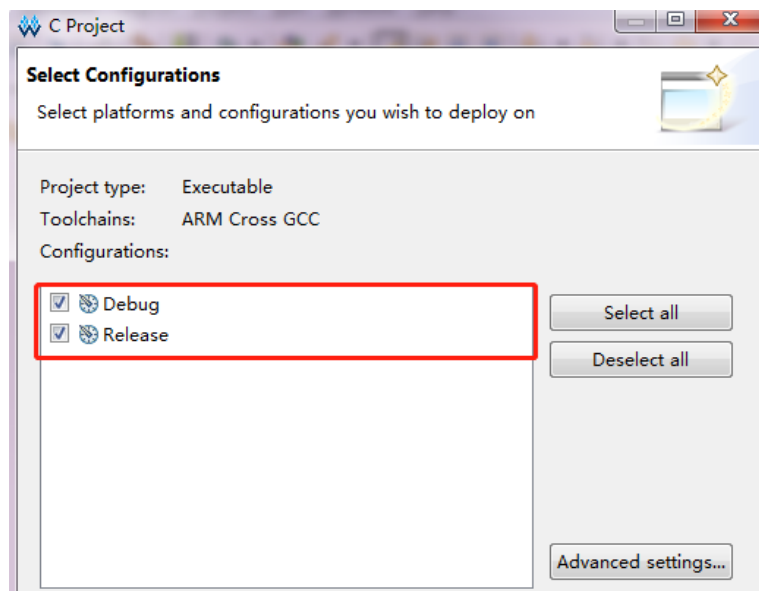 C Project
Select Configurations
Select platforms and configurations you wish to deploy on
Project type: Executable
Toolchains: ARM Cross GCC
Configurations:
Debug
Release
Select all
Deselect all
Advanced settings...